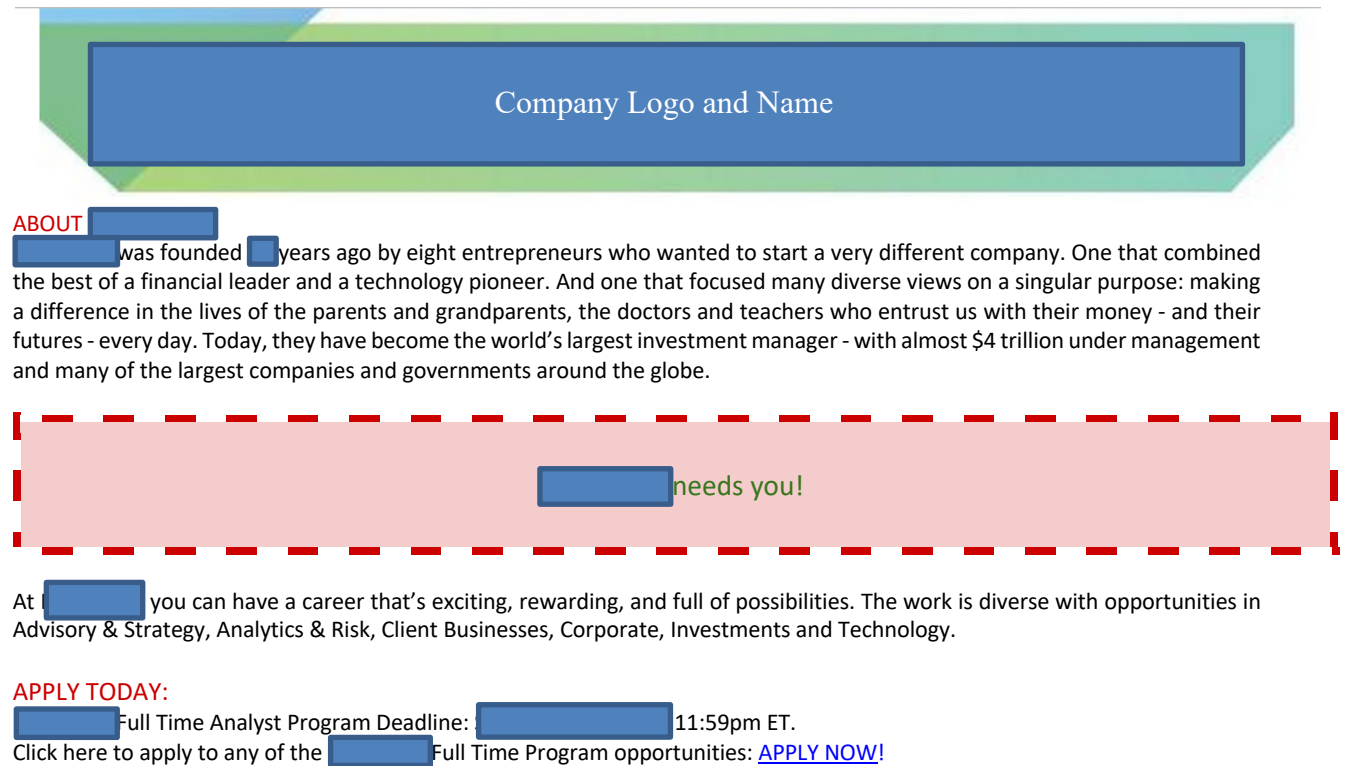 Company Logo and Name
ABOUT
was founded years ago by eight entrepreneurs who wanted to start a very different company. One that combined
the best of a financial leader and a technology pioneer. And one that focused many diverse views on a singular purpose: making
a difference in the lives of the parents and grandparents, the doctors and teachers who entrust us with their money - and their
futures - every day. Today, they have become the world’s largest investment manager - with almost $4 trillion under management
and many of the largest companies and governments around the globe.
needs you!
At you can have a career that’s exciting, rewarding, and full of possibilities. The work is diverse with opportunities in
Advisory & Strategy, Analytics & Risk, Client Businesses, Corporate, Investments and Technology.
APPLY TODAY:
Full Time Analyst Program Deadline: 11:59pm ET.
Click here to apply to any of the Full Time Program opportunities: APPLY NOW!